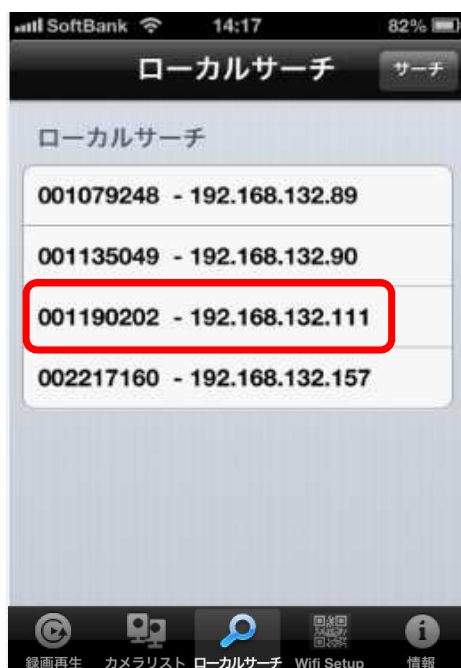 SoftBank 14:17 82%
ローカルサーチ サーチ
ローカルサーチ
001079248 - 192.168.132.89
001135049 - 192.168.132.90
001190202 - 192.168.132.111
002217160 - 192.168.132.157
録画再生 カメラリスト ローカルサーチ Wifi Setup 情報